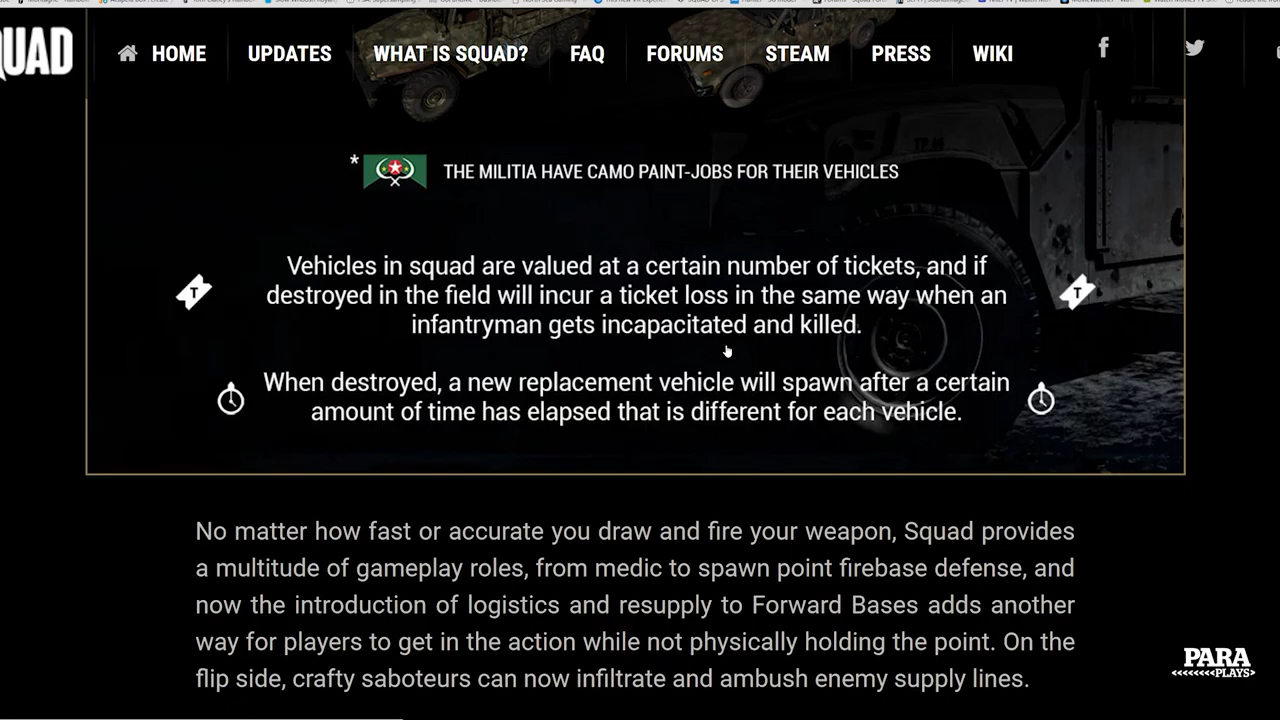 QUAD
HOME
UPDATES
WHAT IS SQUAD?
FAQ
FORUMS
STEAM
PRESS
WIKI
* THE MILITIA HAVE CAMO PAINT-JOBS FOR THEIR VEHICLES
Vehicles in squad are valued at a certain number of tickets, and if
destroyed in the field will incur a ticket loss in the same way when an
infantryman gets incapacitated and killed.
T
T
When destroyed, a new replacement vehicle will spawn after a certain
amount of time has elapsed that is different for each vehicle.
No matter how fast or accurate you draw and fire your weapon, Squad provides
a multitude of gameplay roles, from medic to spawn point firebase defense, and
now the introduction of logistics and resupply to Forward Bases adds another
way for players to get in the action while not physically holding the point. On the
flip side, crafty saboteurs can now infiltrate and ambush enemy supply lines.
PARA
PLAYS